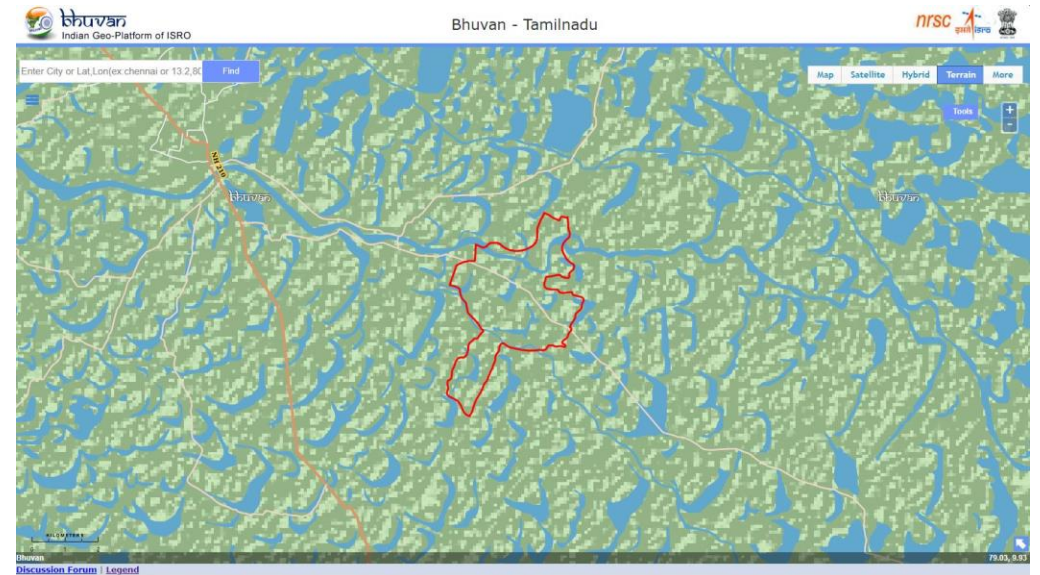 bhuvan
Indian Geo-Platform of ISRO
Bhuvan - Tamilnadu
nrsc इसरो isro
Enter City or Lat,Lon(ex:chennai or 13.2,80
Find
Map Satellite Hybrid Terrain More
Tools
+
−
NH 210
bhuvan
bhuvan
KILOMETERS
Bhuvan
79.03, 9.93
Discussion Forum | Legend